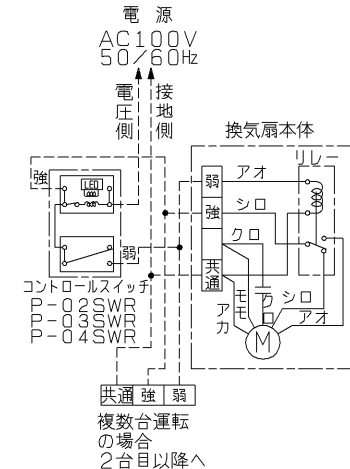 電源
AC100V
50/60Hz
電圧側
接地側
換気扇本体
リレー
強
LED
弱
弱
強
共通
アオ
シロ
クロ
コントロールスイッチ
P-02SWR
P-03SWR
P-04SWR
アカ
モモ
クロ
シロ
アオ
M
共通 強 弱
複数台運転
の場合
2台目以降へ